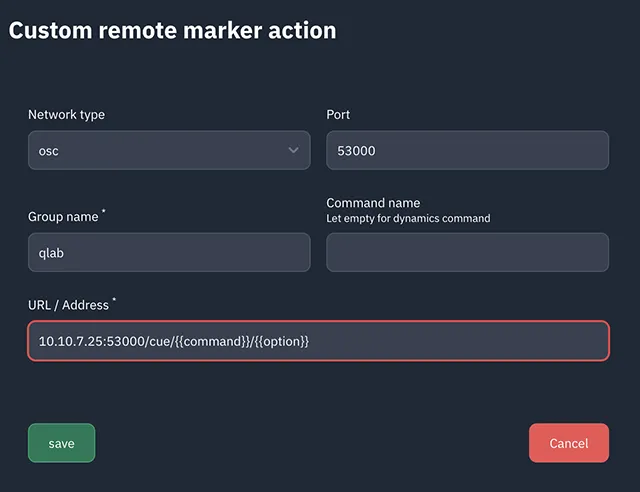 Custom remote marker action
Network type
Port
osc
53000
Group name *
Command name
Let empty for dynamics command
qlab
URL / Address *
10.10.7.25:53000/cue/{{command}}/{{option}}
save
Cancel